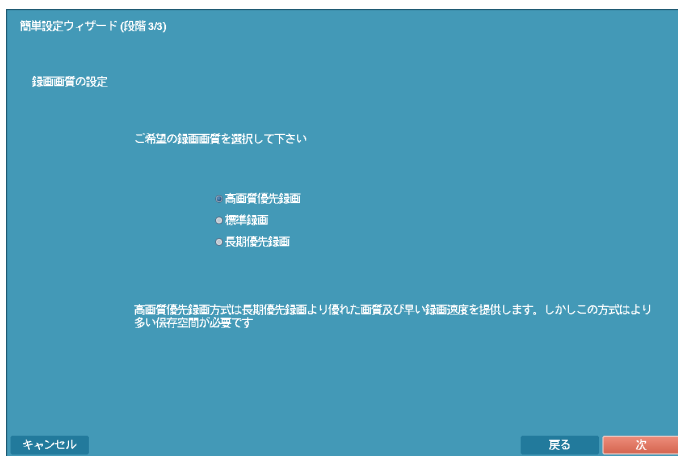 簡単設定ウィザード (段階 3/3)
録画画質の設定
ご希望の録画画質を選択して下さい
高画質優先録画
標準録画
長期優先録画
高画質優先録画方式は長期優先録画より優れた画質及び早い録画速度を提供します。しかしこの方式はより
多い保存空間が必要です
キャンセル
戻る
次